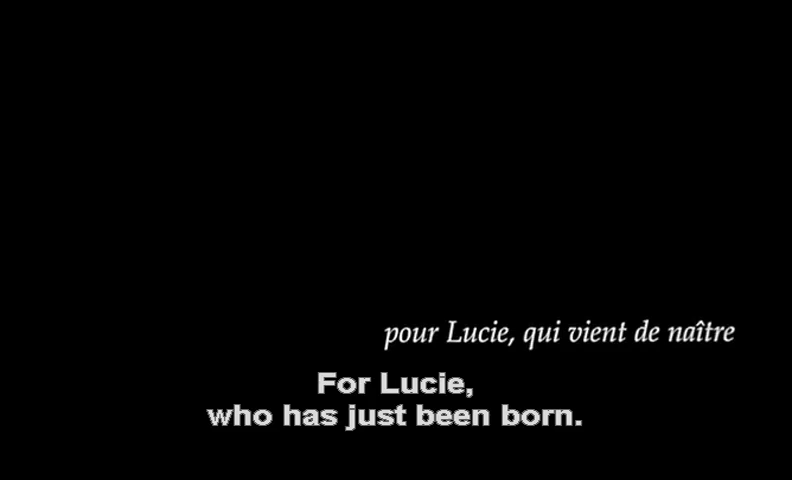 pour Lucie, qui vient de naître
For Lucie,
who has just been born.